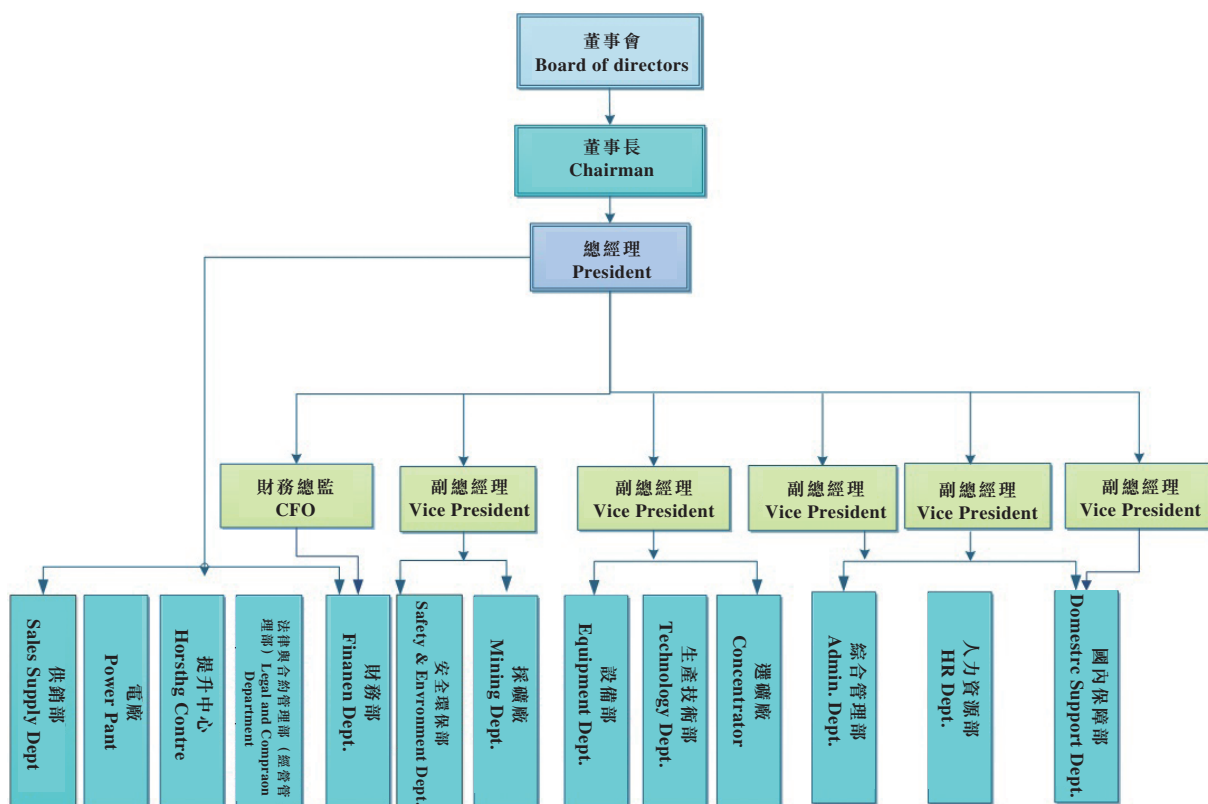 董事會
Board of directors
董事長
Chairman
總經理
President
財務總監
CFO
副總經理
Vice President
副總經理
Vice President
副總經理
Vice President
副總經理
Vice President
副總經理
Vice President
供銷部
Sales Supply Dept
電廠
Power Pant
提升中心
Horsthg Contre
法律與合約管理部（經營管
理部）Legal and Compraon
Department
財務部
Finanen Dept.
安全環保部
Safety & Envronment Dept.
採礦廠
Mining Dept.
設備部
Equipment Dept.
生產技術部
Technology Dept.
選礦廠
Concentrator
綜合管理部
Admin. Dept.
人力資源部
HR Dept.
國內保障部
Domestrc Support Dept.